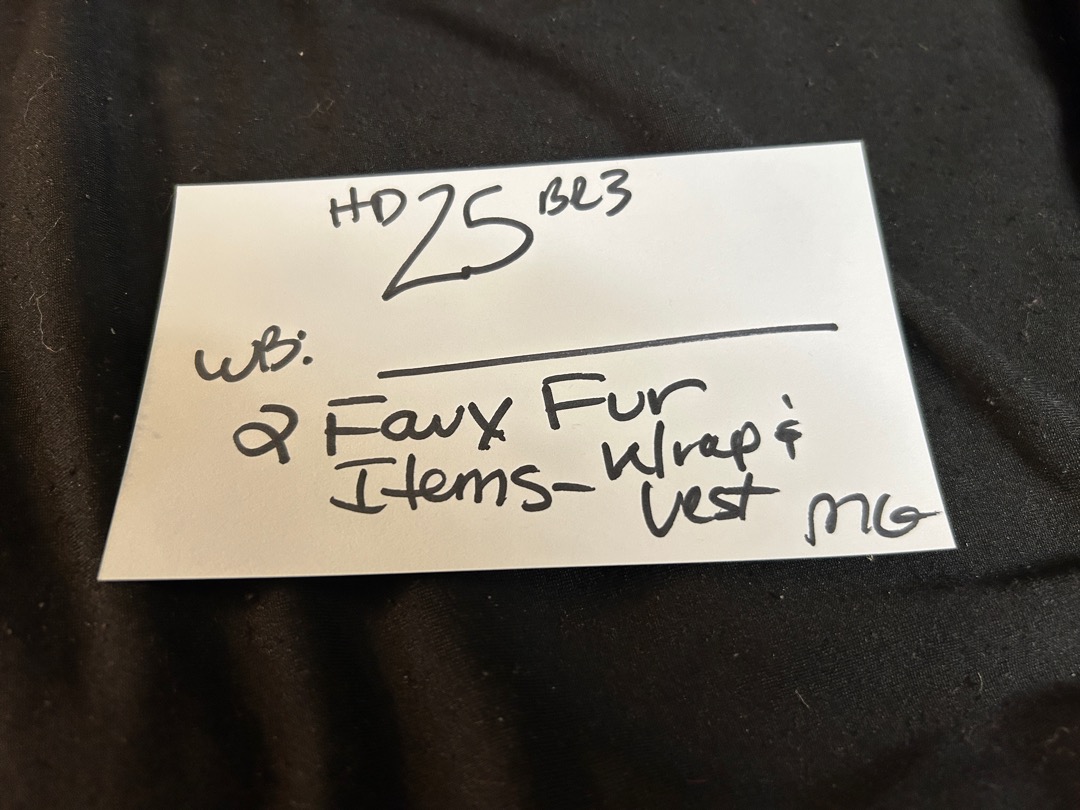 HD 25 BR3
WB:
2 Faux Fur
Items- Wrap &
Vest MG